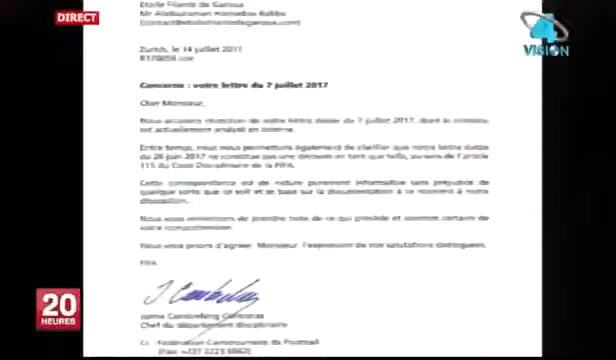 DIRECT
4
VISION
Etoile Filante de Garoua
Mr Abdouraman Hamadou Babba
Zurich, le 14 juillet 2017
Concerne : votre lettre du 7 juillet 2017
Cher Monsieur,
Nous accusons réception de votre lettre datée du 7 juillet 2017, dont le contenu
est actuellement analysé en interne.
Entre temps, nous nous permettons également de clarifier que notre lettre datée
du 26 juin 2017 ne constitue pas une décision en tant que telle, au sens de l'article
115 du Code Disciplinaire de la FIFA.
Cette correspondance est de nature purement informative sans préjudice de
quelque sorte que ce soit et se base sur la documentation à ce moment à notre
disposition.
Nous vous remercions de prendre note de ce qui précède et sommes certains de
votre compréhension.
Nous vous prions d'agréer, Monsieur, l'expression de nos salutations distinguées.
FIFA
Jaime
Chef du département disciplinaire
Cc : Fédération Camerounaise de Football
20
HEURES